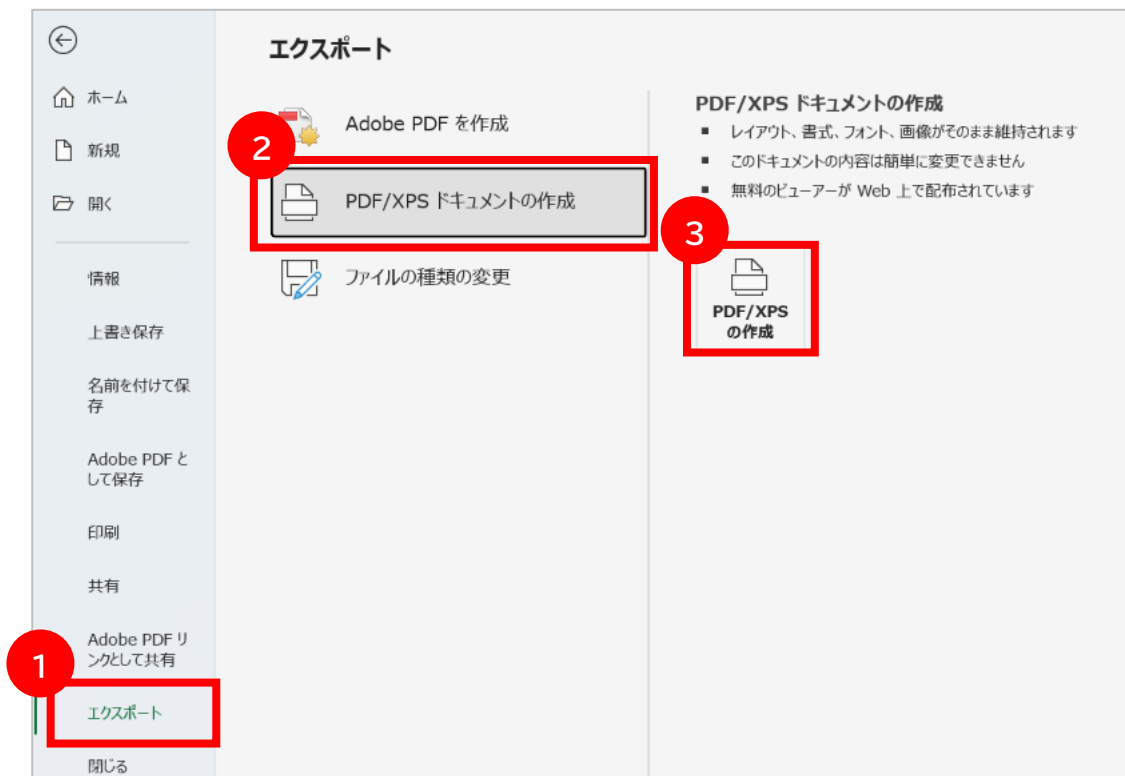 エクスポート
ホーム
新規
開く
情報
上書き保存
名前を付けて保
存
Adobe PDF と
して保存
印刷
共有
Adobe PDF リ
ンクとして共有
1
エクスポート
閉じる
Adobe PDF を作成
2
PDF/XPS ドキュメントの作成
ファイルの種類の変更
PDF/XPS ドキュメントの作成
■ レイアウト、書式、フォント、画像がそのまま維持されます
■ このドキュメントの内容は簡単に変更できません
■ 無料のビューアーが Web 上で配布されています
3
PDF/XPS
の作成